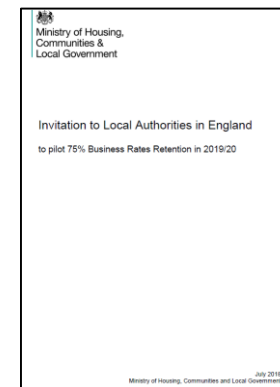 Ministry of Housing,
Communities &
Local Government
Invitation to Local Authorities in England
to pilot 75% Business Rates Retention in 2019/20
July 2018
Ministry of Housing, Communities and Local Government